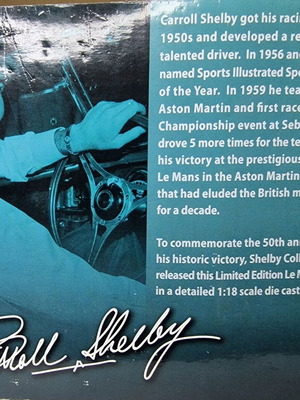 Carroll Shelby got his raci
1950s and developed a re
talented driver. In 1956 an
named Sports Illustrated Sp
of the Year. In 1959 he tea
Aston Martin and first race
Championship event at Seb
drove 5 more times for the te
his victory at the prestigious
Le Mans in the Aston Martin
that had eluded the British m
for a decade.
To commemorate the 50th ann
his historic victory, Shelby Coll
released this Limited Edition Le M
in a detailed 1:18 scale die cast
rroll Shelby